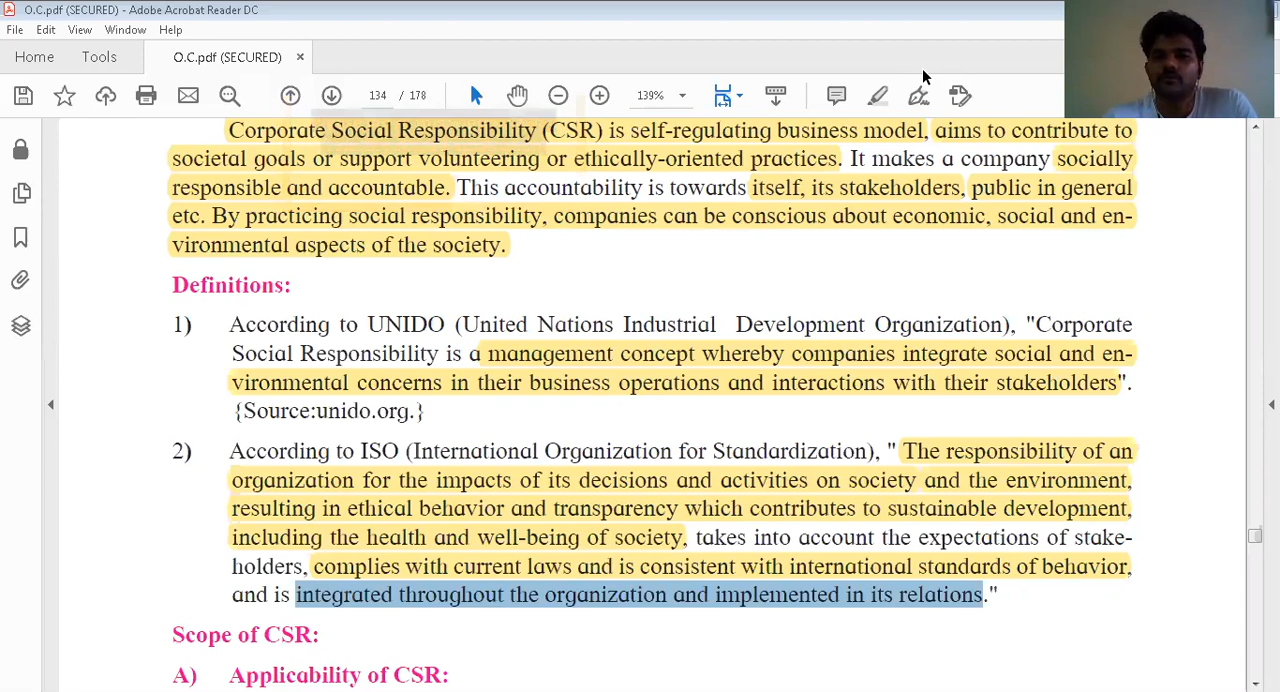 O.C.pdf (SECURED) - Adobe Acrobat Reader DC
File Edit View Window Help
Home Tools O.C.pdf (SECURED) ×
134 / 178 139%
Corporate Social Responsibility (CSR) is self-regulating business model, aims to contribute to
societal goals or support volunteering or ethically-oriented practices. It makes a company socially
responsible and accountable. This accountability is towards itself, its stakeholders, public in general
etc. By practicing social responsibility, companies can be conscious about economic, social and en-
vironmental aspects of the society.
Definitions:
1) According to UNIDO (United Nations Industrial Development Organization), "Corporate
Social Responsibility is a management concept whereby companies integrate social and en-
vironmental concerns in their business operations and interactions with their stakeholders".
{Source:unido.org.}
2) According to ISO (International Organization for Standardization), " The responsibility of an
organization for the impacts of its decisions and activities on society and the environment,
resulting in ethical behavior and transparency which contributes to sustainable development,
including the health and well-being of society, takes into account the expectations of stake-
holders, complies with current laws and is consistent with international standards of behavior,
and is integrated throughout the organization and implemented in its relations."
Scope of CSR:
A) Applicability of CSR: